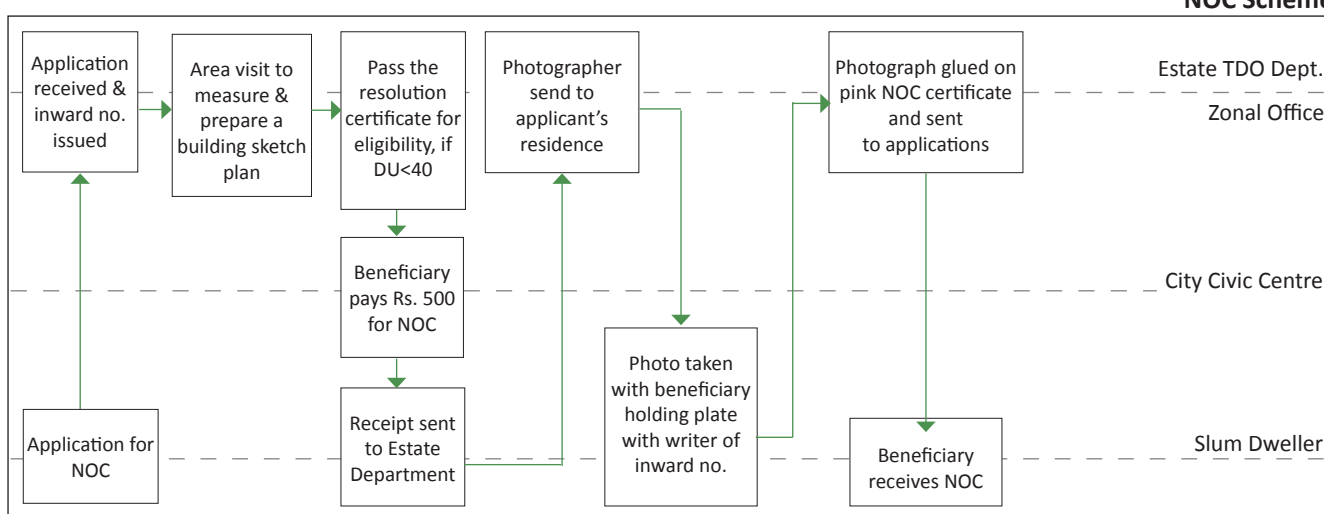 NOC Scheme
Application
received &
inward no.
issued
Area visit to
measure &
prepare a
building sketch
plan
Pass the
resolution
certificate for
eligibility, if
DU<40
Photographer
send to
applicant's
residence
Photograph glued on
pink NOC certificate
and sent
to applications
Estate TDO Dept.
Zonal Office
Beneficiary
pays Rs. 500
for NOC
City Civic Centre
Photo taken
with beneficiary
holding plate
with writer of
inward no.
Application for
NOC
Receipt sent
to Estate
Department
Beneficiary
receives NOC
Slum Dweller